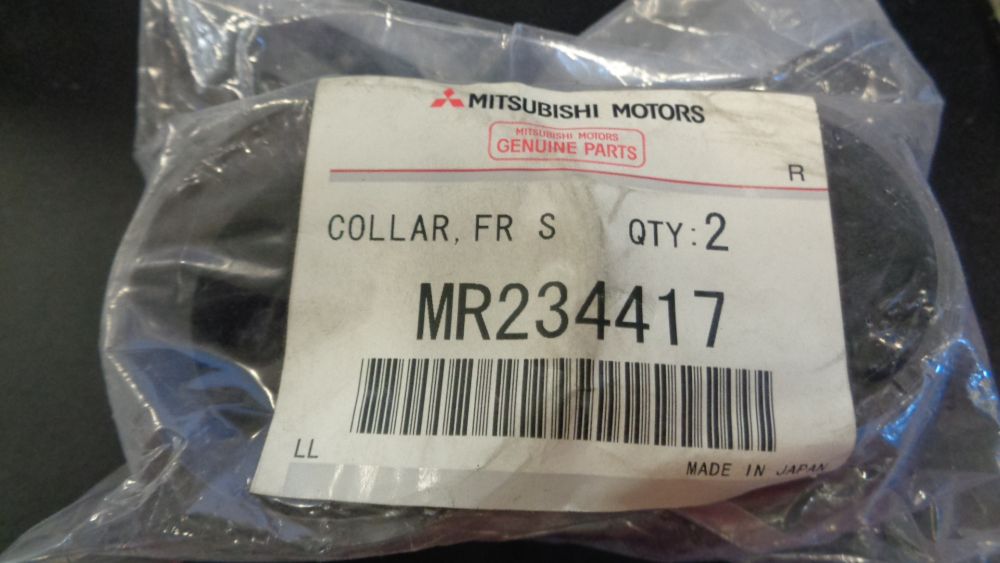 MITSUBISHI MOTORS
MITSUBISHI MOTORS
GENUINE PARTS
R
COLLAR, FR S QTY:2
MR234417
LL
MADE IN JAPAN